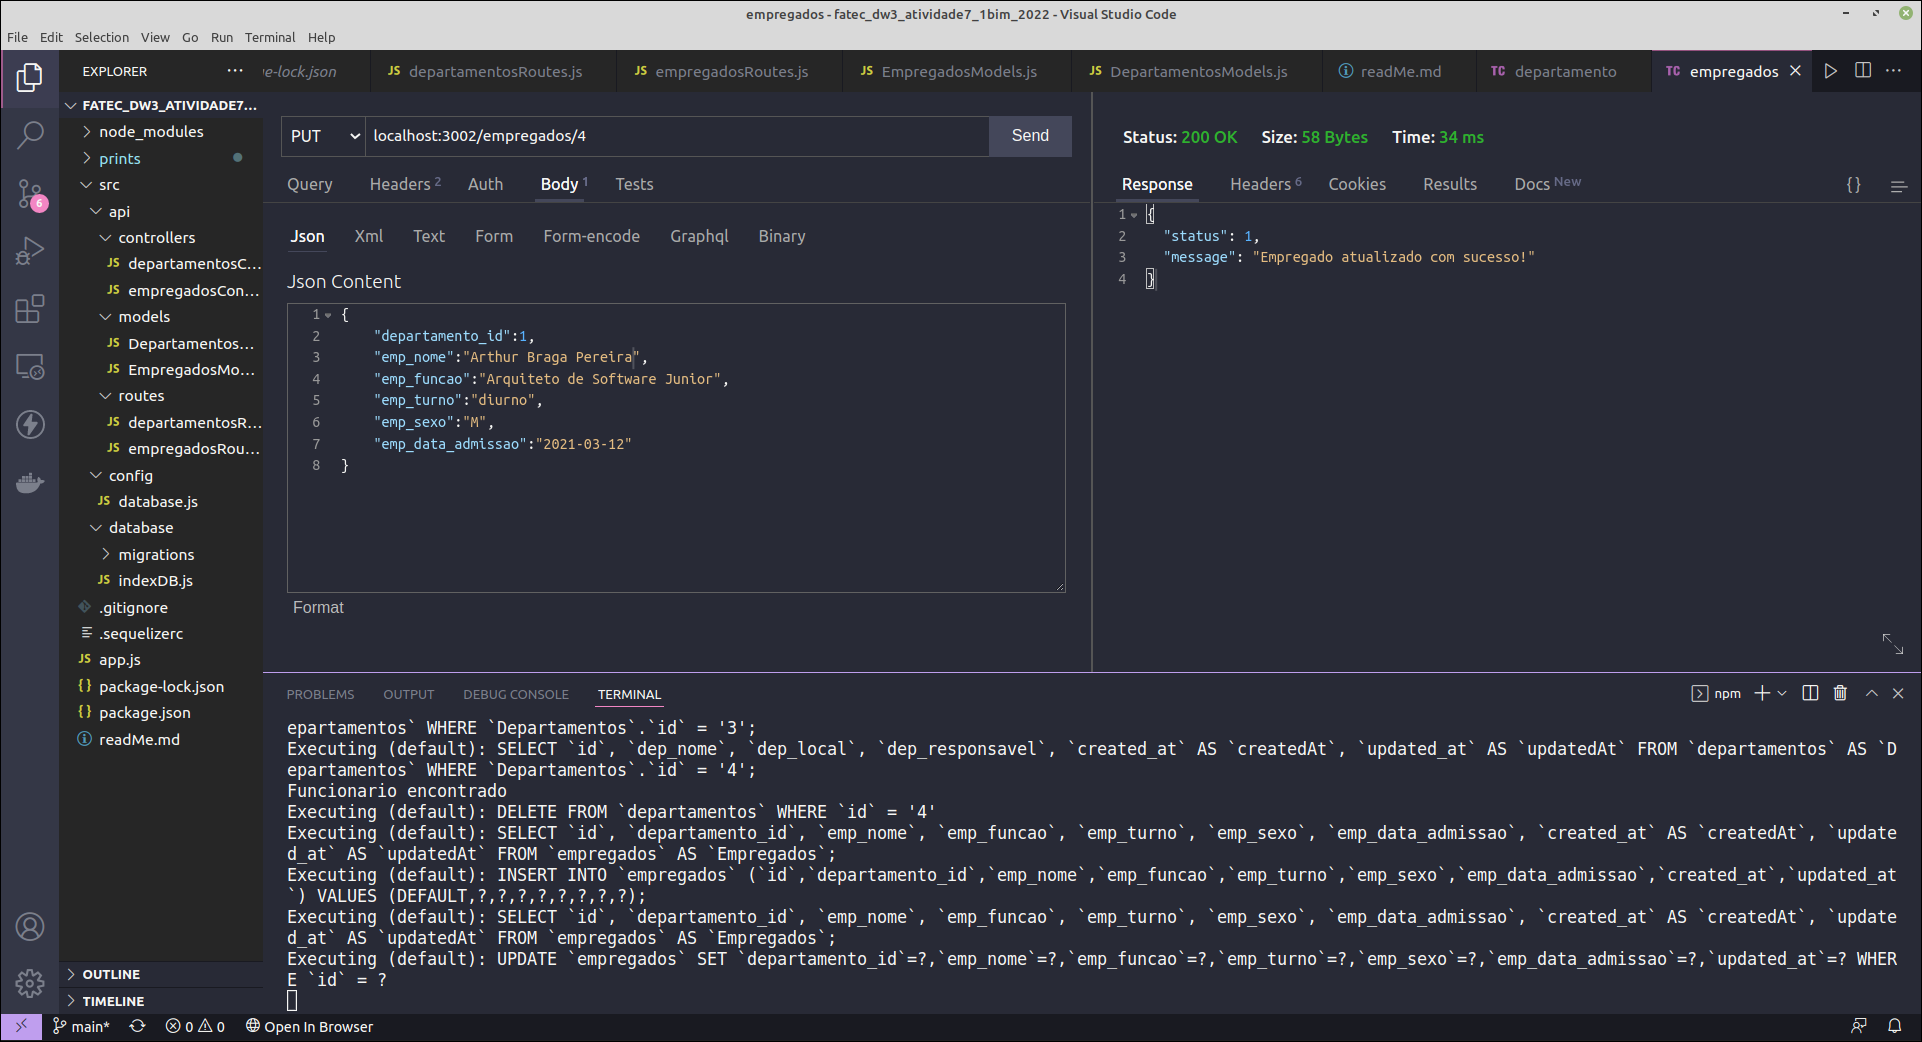 empregados - fatec_dw3_atividade7_1bim_2022 - Visual Studio Code
File Edit Selection View Go Run Terminal Help
EXPLORER ···
e-lock.json
JS departamentosRoutes.js
JS empregadosRoutes.js
JS EmpregadosModels.js
JS DepartamentosModels.js
readMe.md
TC departamento
TC empregados
FATEC_DW3_ATIVIDADE7...
node_modules
prints
src
api
controllers
JS departamentosC...
JS empregadosCon...
models
JS Departamentos...
JS EmpregadosMo...
routes
JS departamentosR...
JS empregadosRou...
config
JS database.js
database
migrations
JS indexDB.js
.gitignore
.sequelizerc
JS app.js
{} package-lock.json
{} package.json
readMe.md
OUTLINE
TIMELINE
6
PUT localhost:3002/empregados/4 Send
Query Headers 2 Auth Body 1 Tests
Json Xml Text Form Form-encode Graphql Binary
Json Content
1 {
2 "departamento_id":1,
3 "emp_nome":"Arthur Braga Pereira",
4 "emp_funcao":"Arquiteto de Software Junior",
5 "emp_turno":"diurno",
6 "emp_sexo":"M",
7 "emp_data_admissao":"2021-03-12"
8 }
Format
Status: 200 OK Size: 58 Bytes Time: 34 ms
Response Headers 6 Cookies Results Docs New {}
1 {
2 "status": 1,
3 "message": "Empregado atualizado com sucesso!"
4 }
PROBLEMS OUTPUT DEBUG CONSOLE TERMINAL npm
epartamentos` WHERE `Departamentos`.`id` = '3';
Executing (default): SELECT `id`, `dep_nome`, `dep_local`, `dep_responsavel`, `created_at` AS `createdAt`, `updated_at` AS `updatedAt` FROM `departamentos` AS `D
epartamentos` WHERE `Departamentos`.`id` = '4';
Funcionario encontrado
Executing (default): DELETE FROM `departamentos` WHERE `id` = '4'
Executing (default): SELECT `id`, `departamento_id`, `emp_nome`, `emp_funcao`, `emp_turno`, `emp_sexo`, `emp_data_admissao`, `created_at` AS `createdAt`, `update
d_at` AS `updatedAt` FROM `empregados` AS `Empregados`;
Executing (default): INSERT INTO `empregados` (`id`,`departamento_id`,`emp_nome`,`emp_funcao`,`emp_turno`,`emp_sexo`,`emp_data_admissao`,`created_at`,`updated_at
`) VALUES (DEFAULT,?,?,?,?,?,?,?,?);
Executing (default): SELECT `id`, `departamento_id`, `emp_nome`, `emp_funcao`, `emp_turno`, `emp_sexo`, `emp_data_admissao`, `created_at` AS `createdAt`, `update
d_at` AS `updatedAt` FROM `empregados` AS `Empregados`;
Executing (default): UPDATE `empregados` SET `departamento_id`=?,`emp_nome`=?,`emp_funcao`=?,`emp_turno`=?,`emp_sexo`=?,`emp_data_admissao`=?,`updated_at`=? WHER
E `id` = ?
main* 0 0 Open In Browser